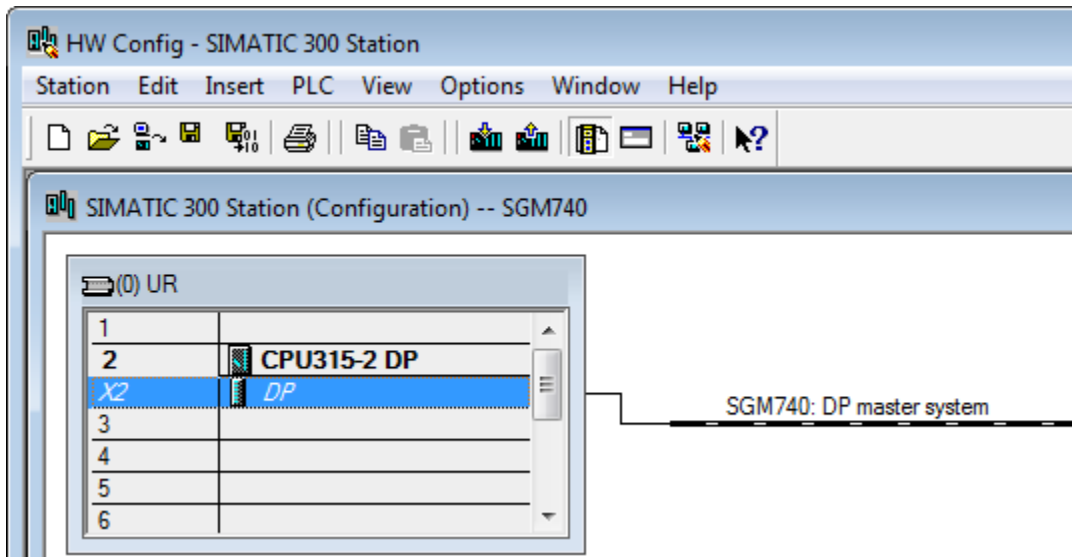 HW Config - SIMATIC 300 Station
Station Edit Insert PLC View Options Window Help
SIMATIC 300 Station (Configuration) -- SGM740
(0) UR
1
2 CPU315-2 DP
X2 DP
3
4
5
6
SGM740: DP master system